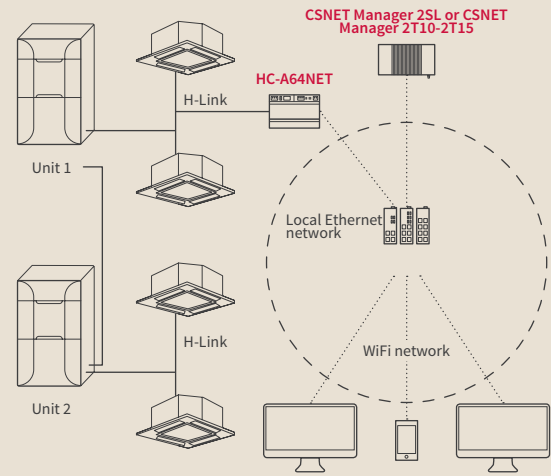 CSNET Manager 2SL or CSNET
Manager 2T10-2T15
HC-A64NET
H-Link
Unit 1
Local Ethernet
network
H-Link
WiFi network
Unit 2